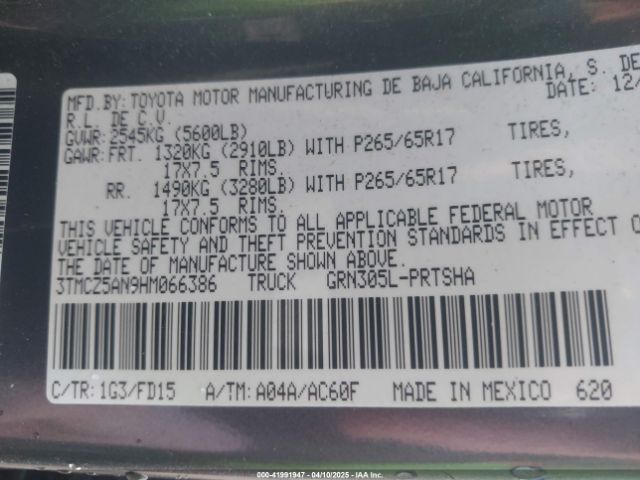 MFD.BY: TOYOTA MOTOR MANUFACTURING DE BAJA CALIFORNIA, S. DE
R.L. DE C.V. DATE: 12/
GVWR: 2545KG (5600LB)
GAWR: FRT. 1320KG (2910LB) WITH P265/65R17 TIRES,
17X7.5 RIMS.
RR. 1490KG (3280LB) WITH P265/65R17 TIRES,
17X7.5 RIMS.
THIS VEHICLE CONFORMS TO ALL APPLICABLE FEDERAL MOTOR
VEHICLE SAFETY AND THEFT PREVENTION STANDARDS IN EFFECT O
THE DATE OF MANUFACTURE SHOWN ABOVE.
3TMCZ5AN9HM066386 TRUCK GRN305L-PRTSHA
C/TR: 1G3/FD15 A/TM: A04A/AC60F MADE IN MEXICO 620
000-41991947 - 04/10/2025 - IAA Inc.